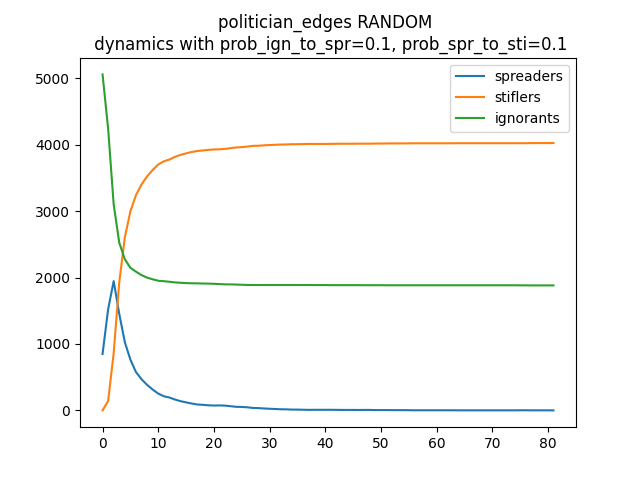 politician_edges RANDOM
dynamics with prob_ign_to_spr=0.1, prob_spr_to_sti=0.1
5000
4000
3000
2000
1000
0
spreaders
stiflers
ignorants
0 10 20 30 40 50 60 70 80